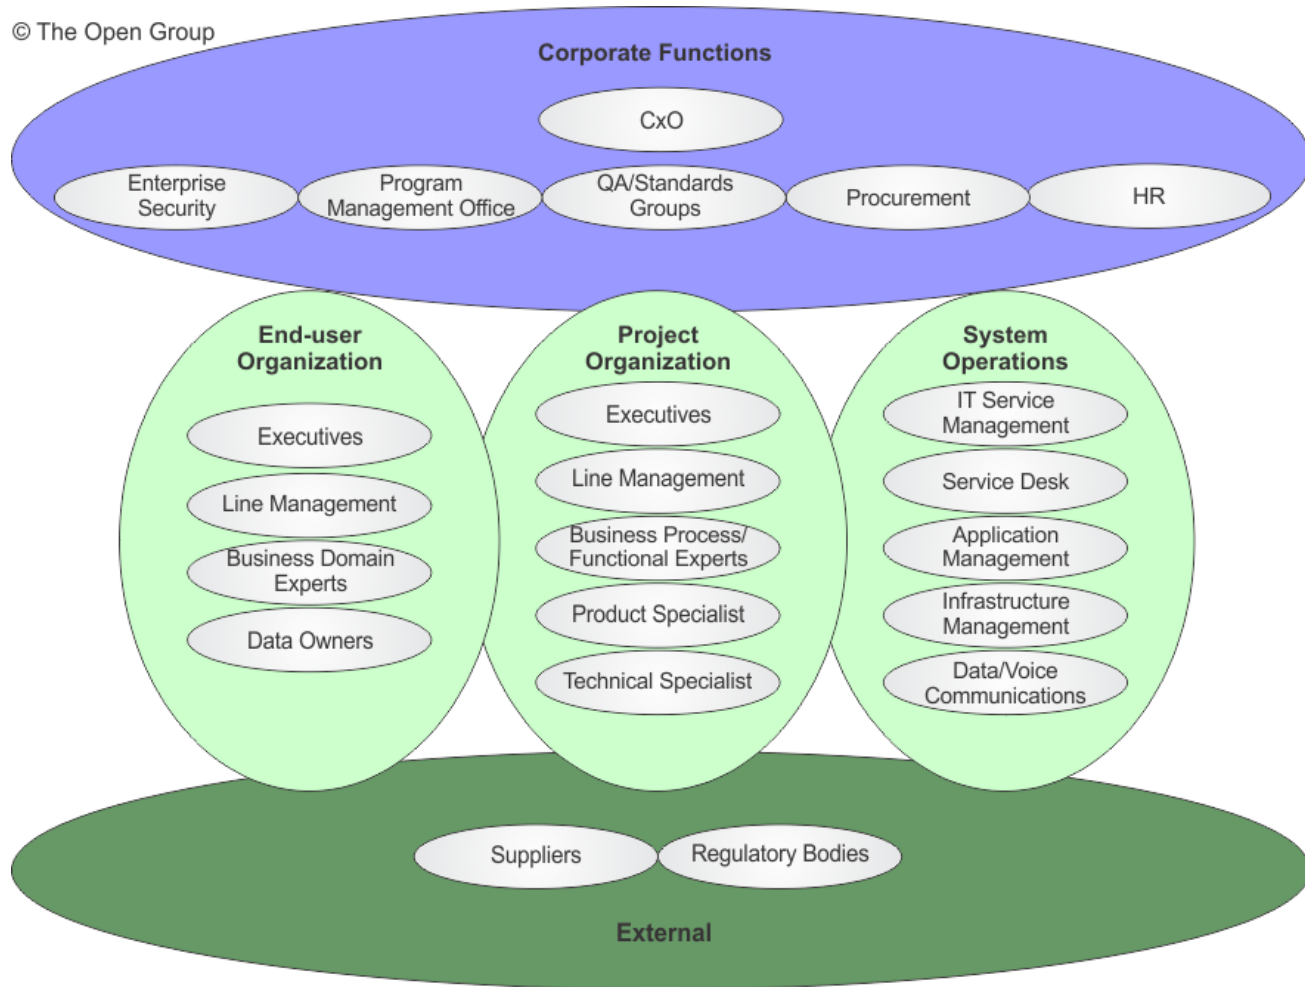 © The Open Group
Corporate Functions
CxO
Enterprise
Security
Program
Management Office
QA/Standards
Groups
Procurement
HR
End-user
Organization
Executives
Line Management
Business Domain
Experts
Data Owners
Project
Organization
Executives
Line Management
Business Process/
Functional Experts
Product Specialist
Technical Specialist
System
Operations
IT Service
Management
Service Desk
Application
Management
Infrastructure
Management
Data/Voice
Communications
Suppliers
Regulatory Bodies
External